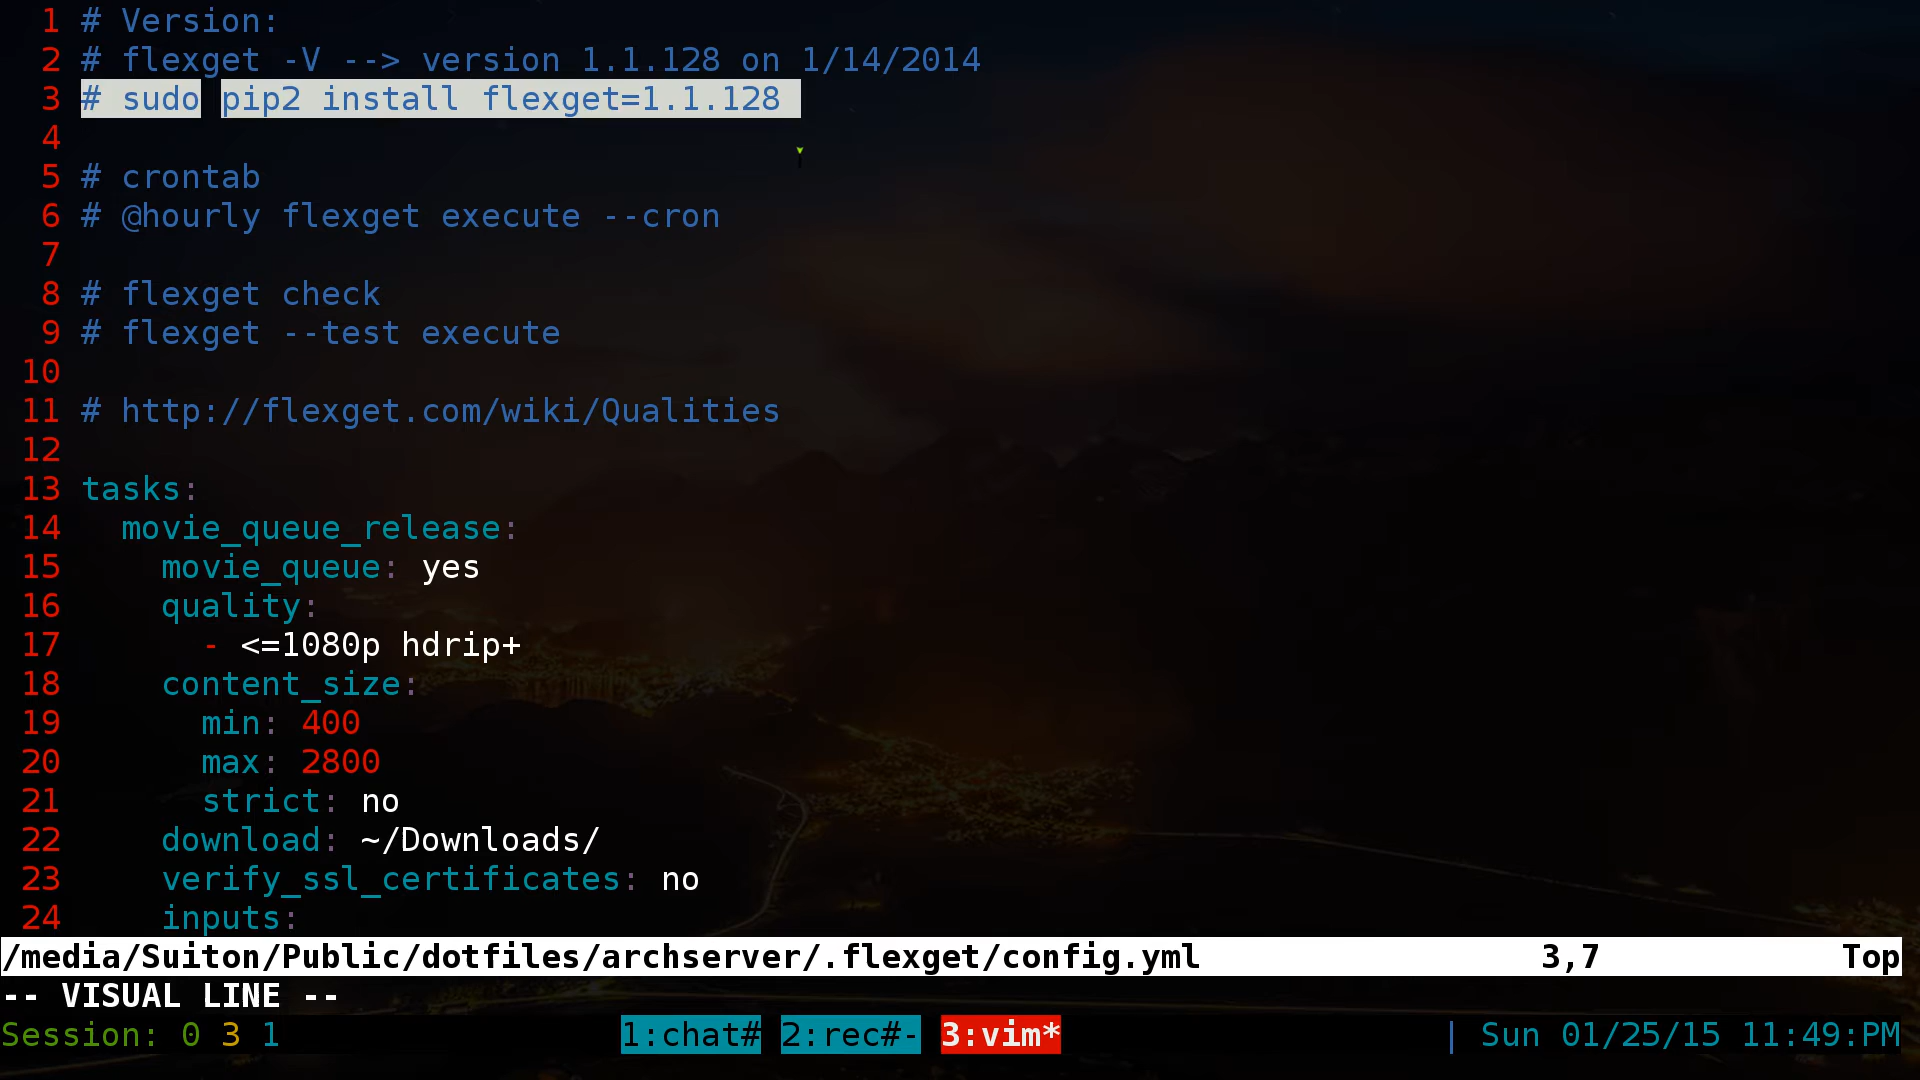 1 # Version:
2 # flexget -V --> version 1.1.128 on 1/14/2014
3 # sudo pip2 install flexget=1.1.128
4
5 # crontab
6 # @hourly flexget execute --cron
7
8 # flexget check
9 # flexget --test execute
10
11 # http://flexget.com/wiki/Qualities
12
13 tasks:
14   movie_queue_release:
15     movie_queue: yes
16     quality:
17       - <=1080p hdrip+
18     content_size:
19       min: 400
20       max: 2800
21       strict: no
22     download: ~/Downloads/
23     verify_ssl_certificates: no
24     inputs:
/media/Suiton/Public/dotfiles/archserver/.flexget/config.yml 3,7 Top
-- VISUAL LINE --
Session: 0 3 1 1:chat# 2:rec#- 3:vim* | Sun 01/25/15 11:49:PM